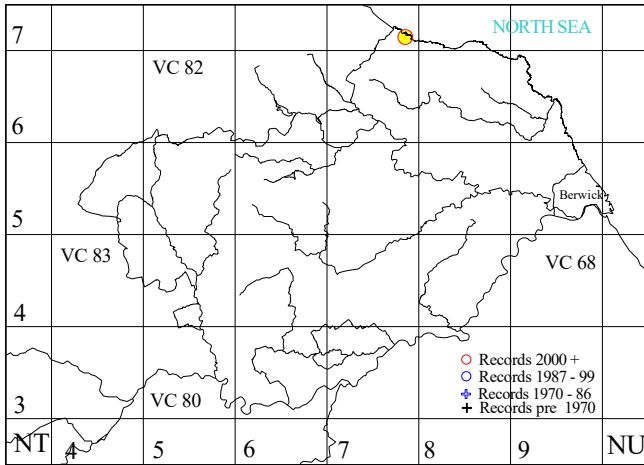 7
NORTH SEA
VC 82
6
Berwick
5
VC 83
VC 68
4
Records 2000 +
Records 1987 - 99
Records 1970 - 86
Records pre 1970
VC 80
3
NT 4 5 6 7 8 9 NU